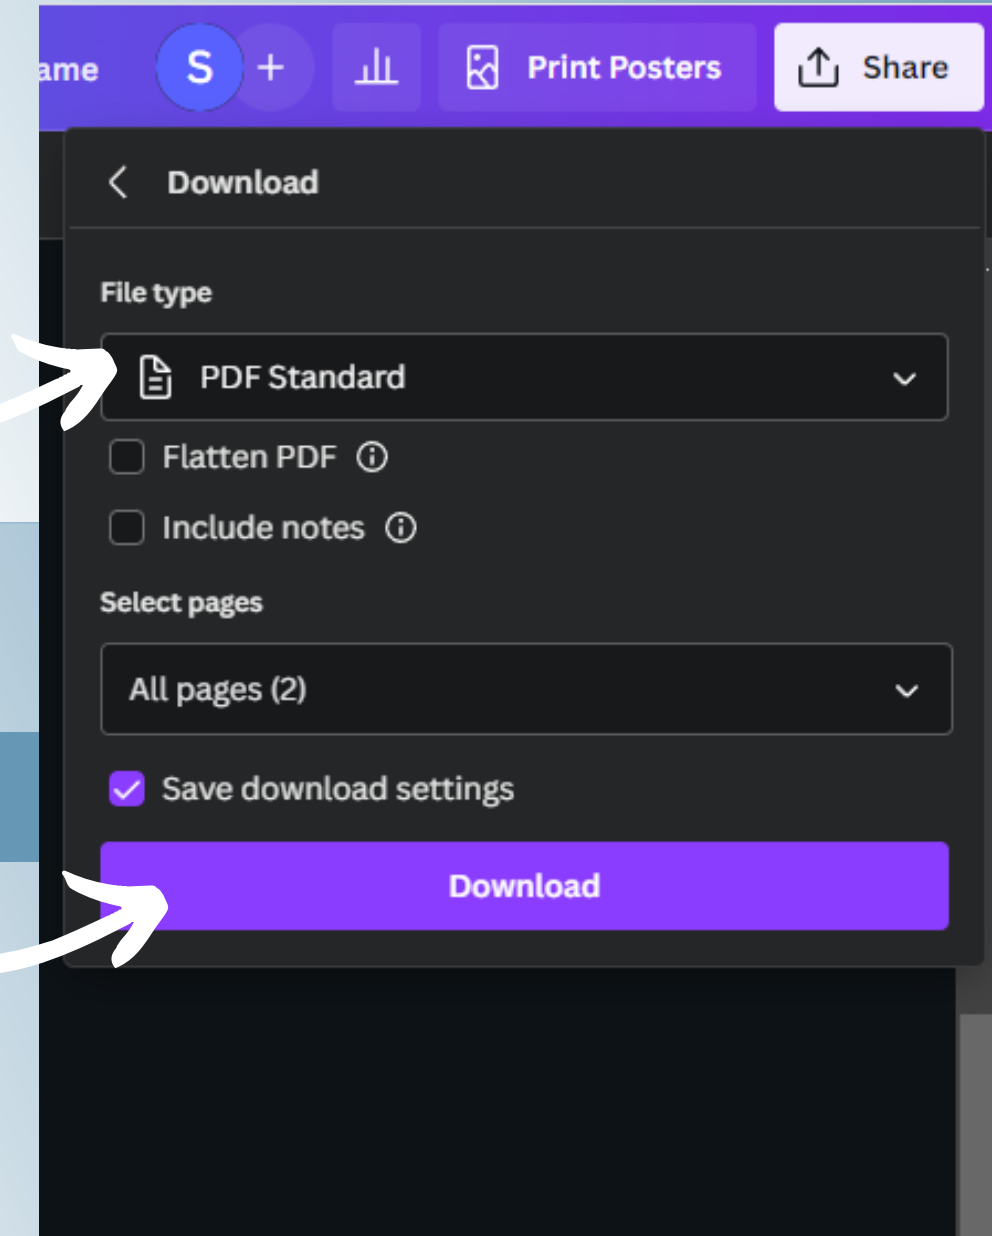 ame S + Print Posters Share
Download
File type
PDF Standard
Flatten PDF
Include notes
Select pages
All pages (2)
Save download settings
Download